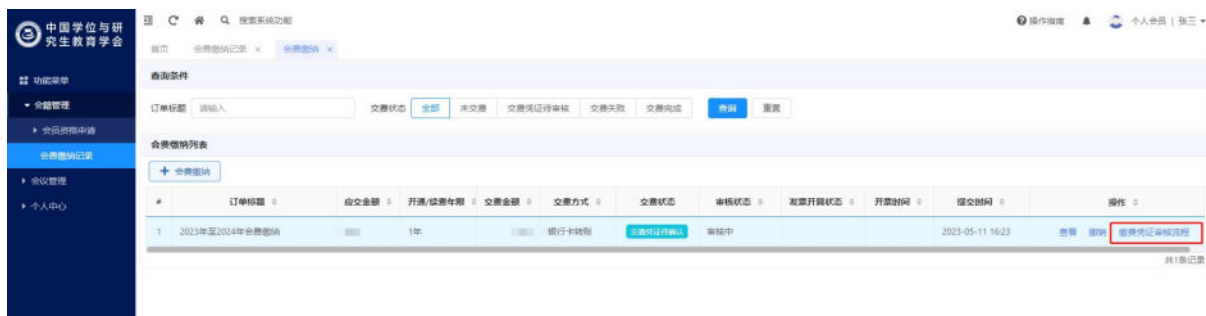 中国学位与研究生教育学会
搜索系统功能
操作指南
个人会员 | 张三
首页 会费缴纳记录 × 会费缴纳 ×
功能菜单
会籍管理
会员资格申请
会费缴纳记录
会议管理
个人中心
查询条件
订单标题 请输入 交费状态 全部 未交费 交费凭证待审核 交费失败 交费完成 查询 重置
会费缴纳列表
+ 会费缴纳
# 订单标题 应交金额 开通/续费年限 交费金额 交费方式 交费状态 审核状态 发票开具状态 开票时间 提交时间 操作
1 2023年至2024年会费缴纳 1年 银行卡转账 交费凭证待确认 审核中 2023-05-11 16:23 查看 缴费凭证审核流程
共1条记录